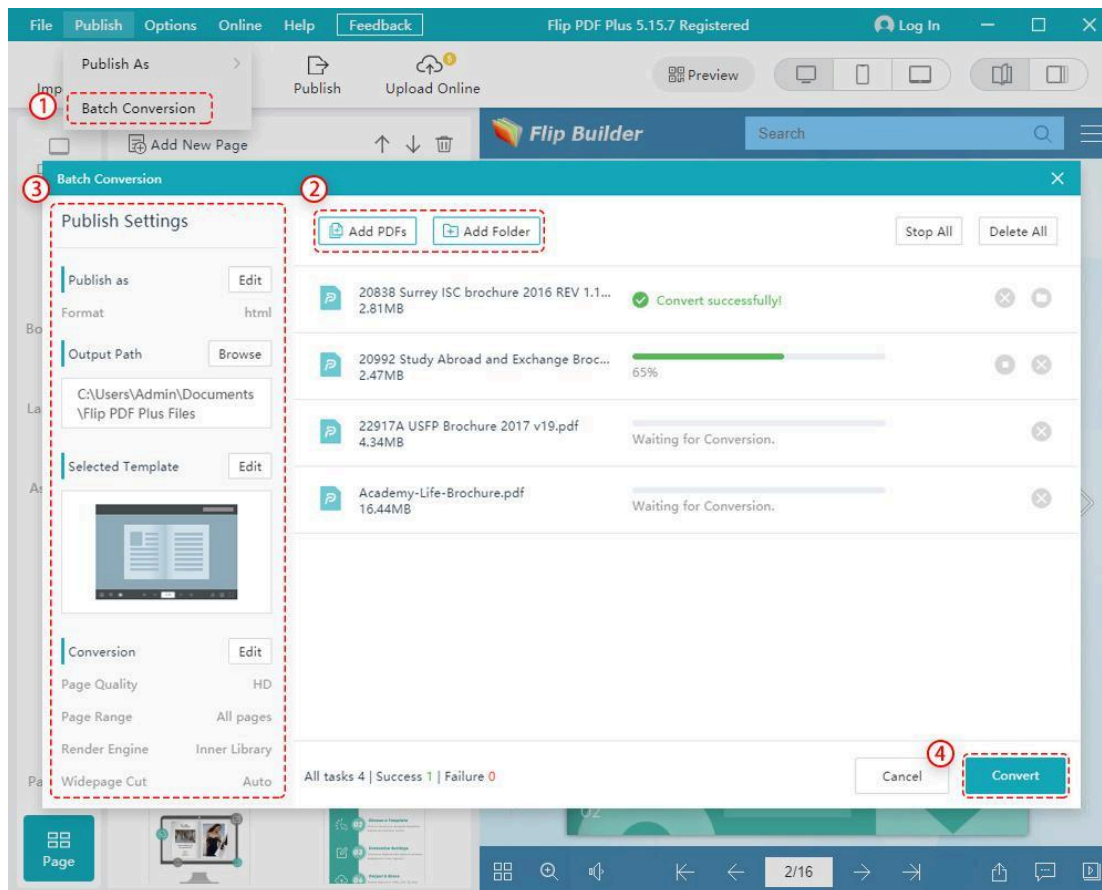 File Publish Options Online Help Feedback Flip PDF Plus 5.15.7 Registered Log In
Publish As
Publish Upload Online Preview
① Batch Conversion
Add New Page
Flip Builder Search
③ Batch Conversion ②
Publish Settings
Add PDFs Add Folder Stop All Delete All
Publish as Edit
Format html
20838 Surrey ISC brochure 2016 REV 1.1...
2.81MB
Convert successfully!
Output Path Browse
C:\Users\Admin\Documents
\Flip PDF Plus Files
20992 Study Abroad and Exchange Broc...
2.47MB
65%
22917A USFP Brochure 2017 v19.pdf
4.34MB
Waiting for Conversion.
Selected Template Edit
Academy-Life-Brochure.pdf
16.44MB
Waiting for Conversion.
Conversion Edit
Page Quality HD
Page Range All pages
Render Engine Inner Library
Widepage Cut Auto
All tasks 4 | Success 1 | Failure 0
Cancel ④ Convert
Page
2/16